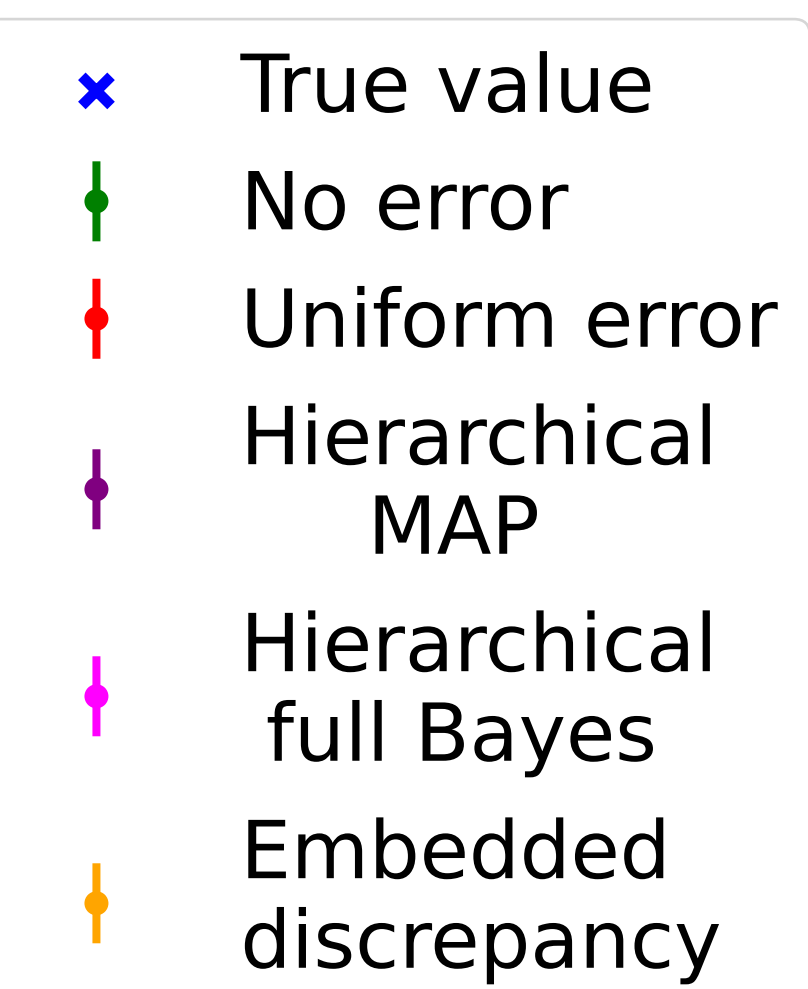 True value
No error
Uniform error
Hierarchical
MAP
Hierarchical
full Bayes
Embedded
discrepancy